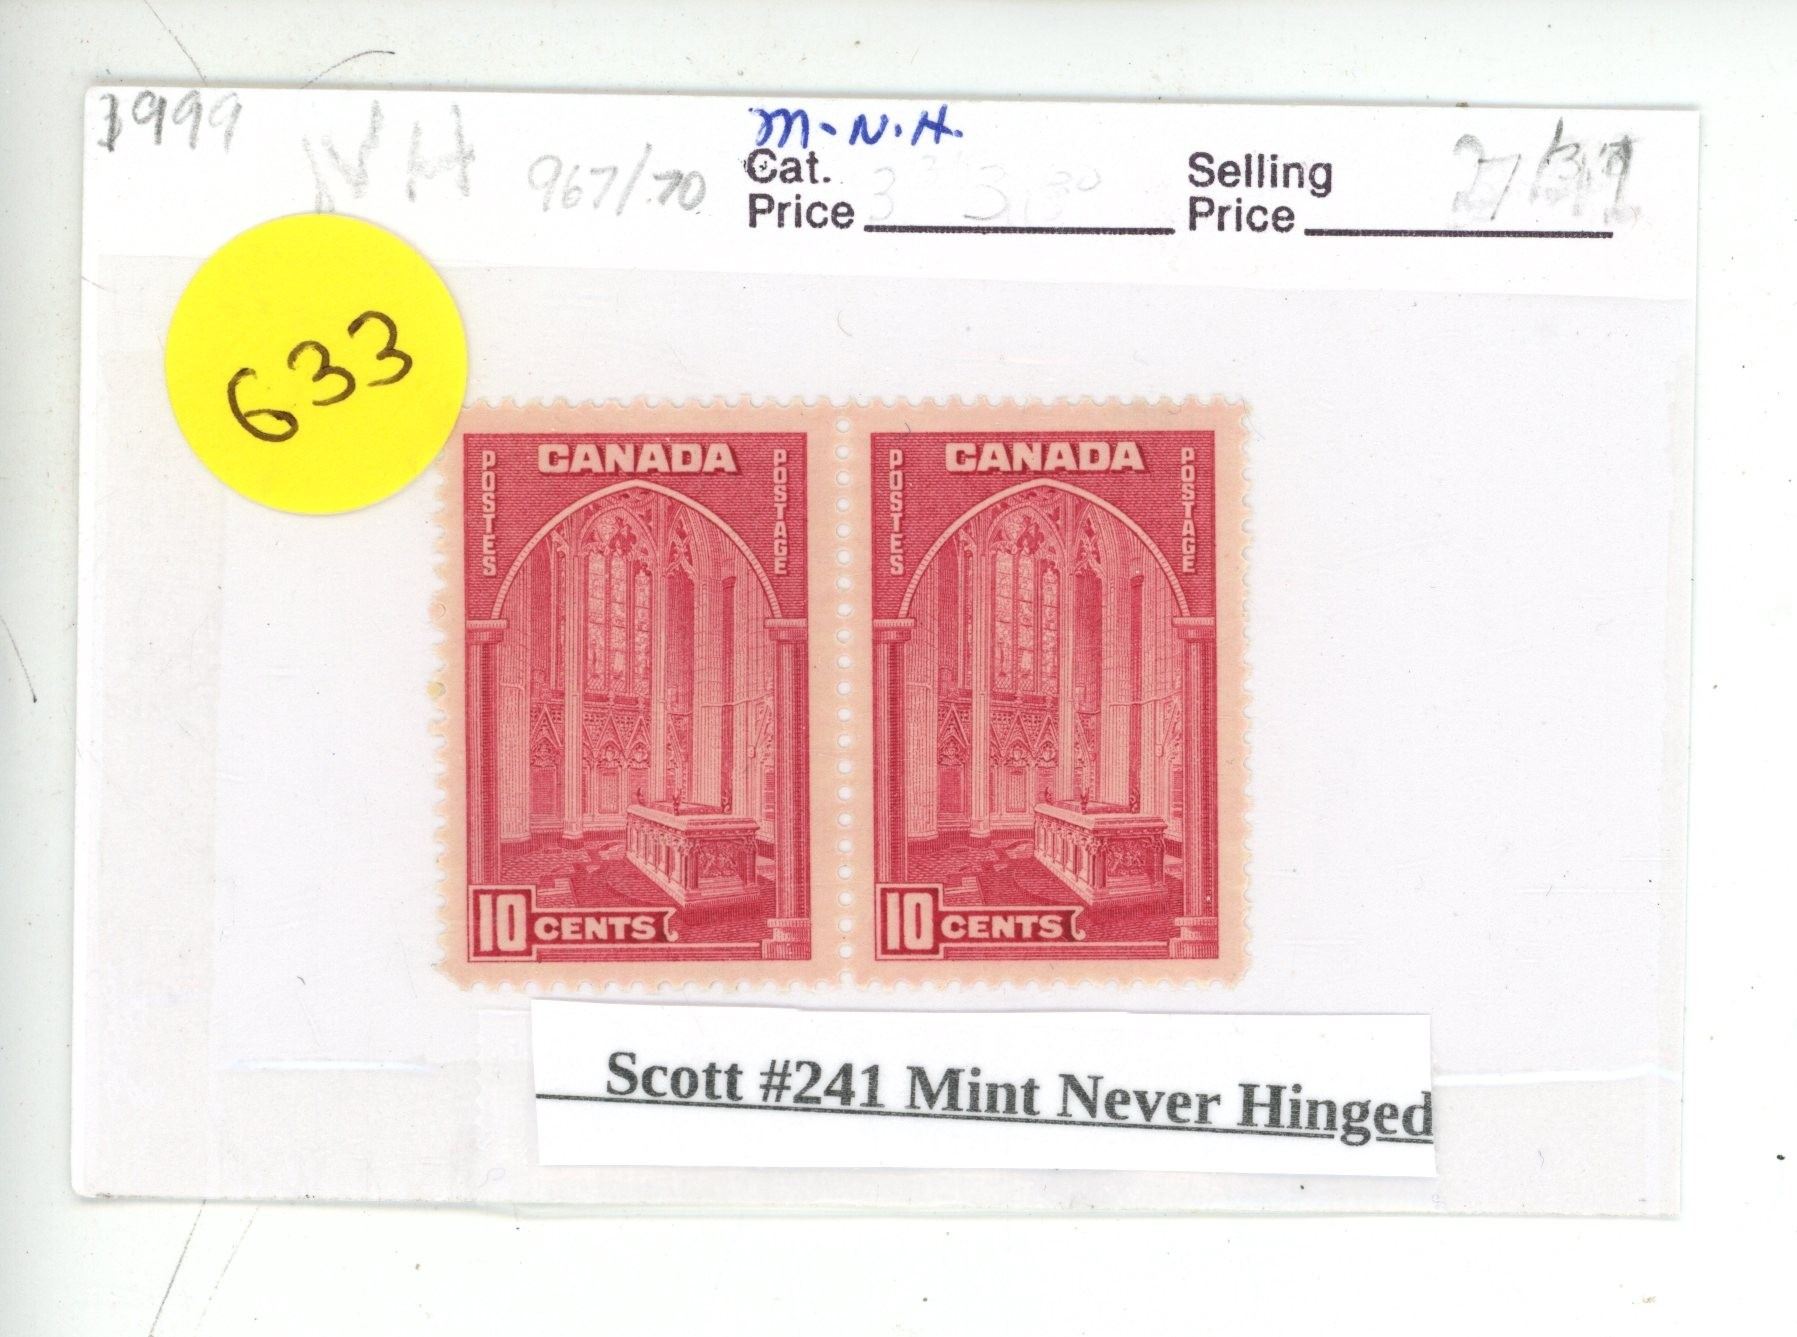 1999
NH
967/.70
M.N.H.
Cat.
Price
Selling
Price
633
CANADA
POSTES
POSTAGE
10 CENTS
CANADA
POSTES
POSTAGE
10 CENTS
Scott #241 Mint Never Hinged